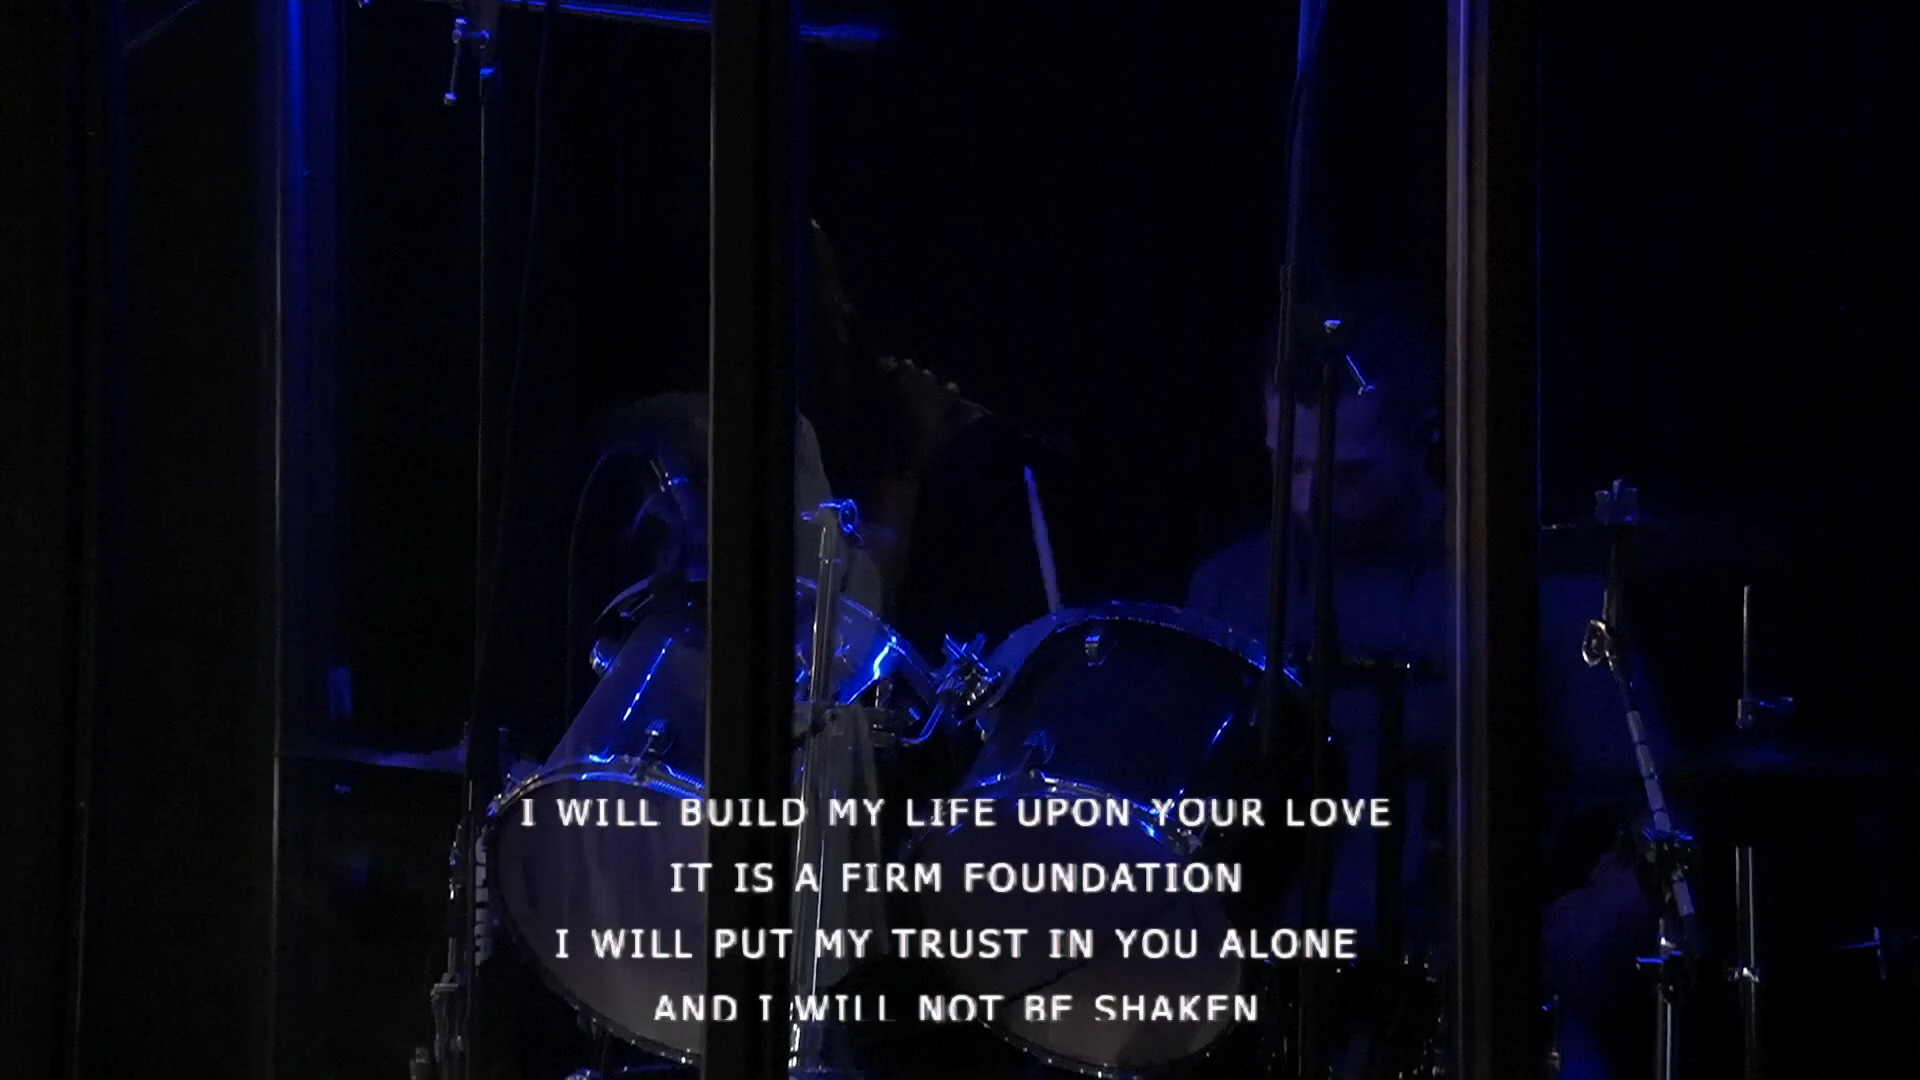 I WILL BUILD MY LIFE UPON YOUR LOVE
IT IS A FIRM FOUNDATION
I WILL PUT MY TRUST IN YOU ALONE
AND I WILL NOT BE SHAKEN